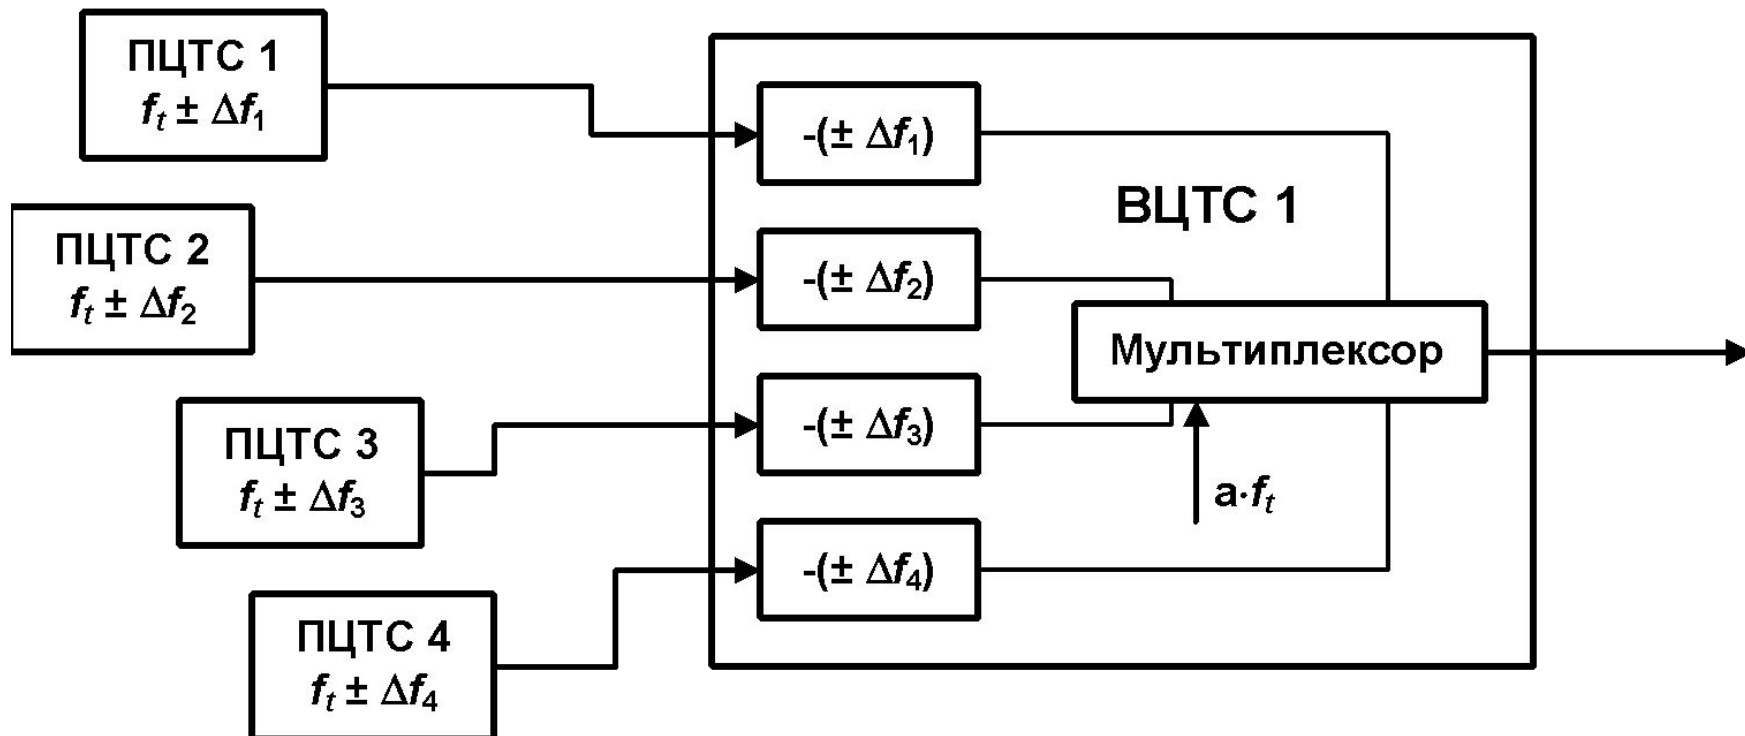 ПЦТС 1
fₜ ± Δf₁
ПЦТС 2
fₜ ± Δf₂
ПЦТС 3
fₜ ± Δf₃
ПЦТС 4
fₜ ± Δf₄
-(± Δf₁)
-(± Δf₂)
-(± Δf₃)
-(± Δf₄)
ВЦТС 1
Мультиплексор
a·fₜ